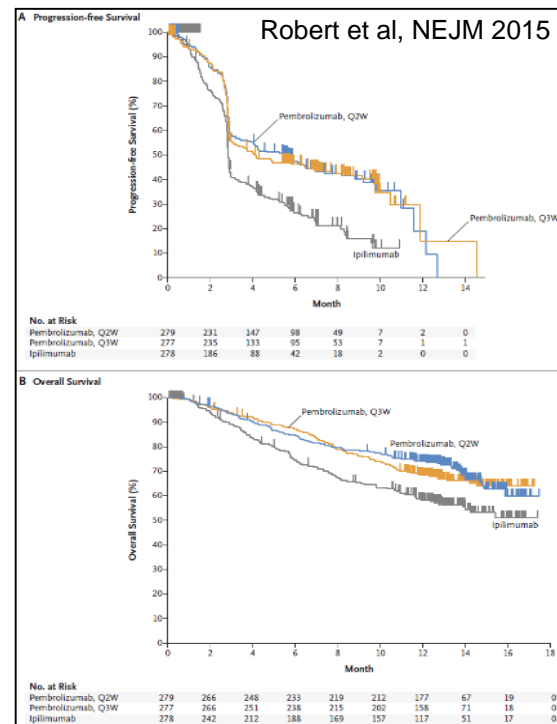 Robert et al, NEJM 2015
A Progression-free Survival
100
90
80
70
60
50
40
30
20
10
0
Progression-free Survival (%)
Pembrolizumab, Q2W
Pembrolizumab, Q3W
Ipilimumab
0 2 4 6 8 10 12 14
Month
No. at Risk
Pembrolizumab, Q2W 279 231 147 98 49 7 2 0
Pembrolizumab, Q3W 277 235 133 95 53 7 1 1
Ipilimumab 278 186 88 42 18 2 0 0
B Overall Survival
100
90
80
70
60
50
40
30
20
10
0
Overall Survival (%)
Pembrolizumab, Q3W
Pembrolizumab, Q2W
Ipilimumab
0 2 4 6 8 10 12 14 16 18
Month
No. at Risk
Pembrolizumab, Q2W 279 266 248 233 219 212 177 67 19 0
Pembrolizumab, Q3W 277 266 251 238 215 202 158 71 18 0
Ipilimumab 278 242 212 188 169 157 117 51 17 0